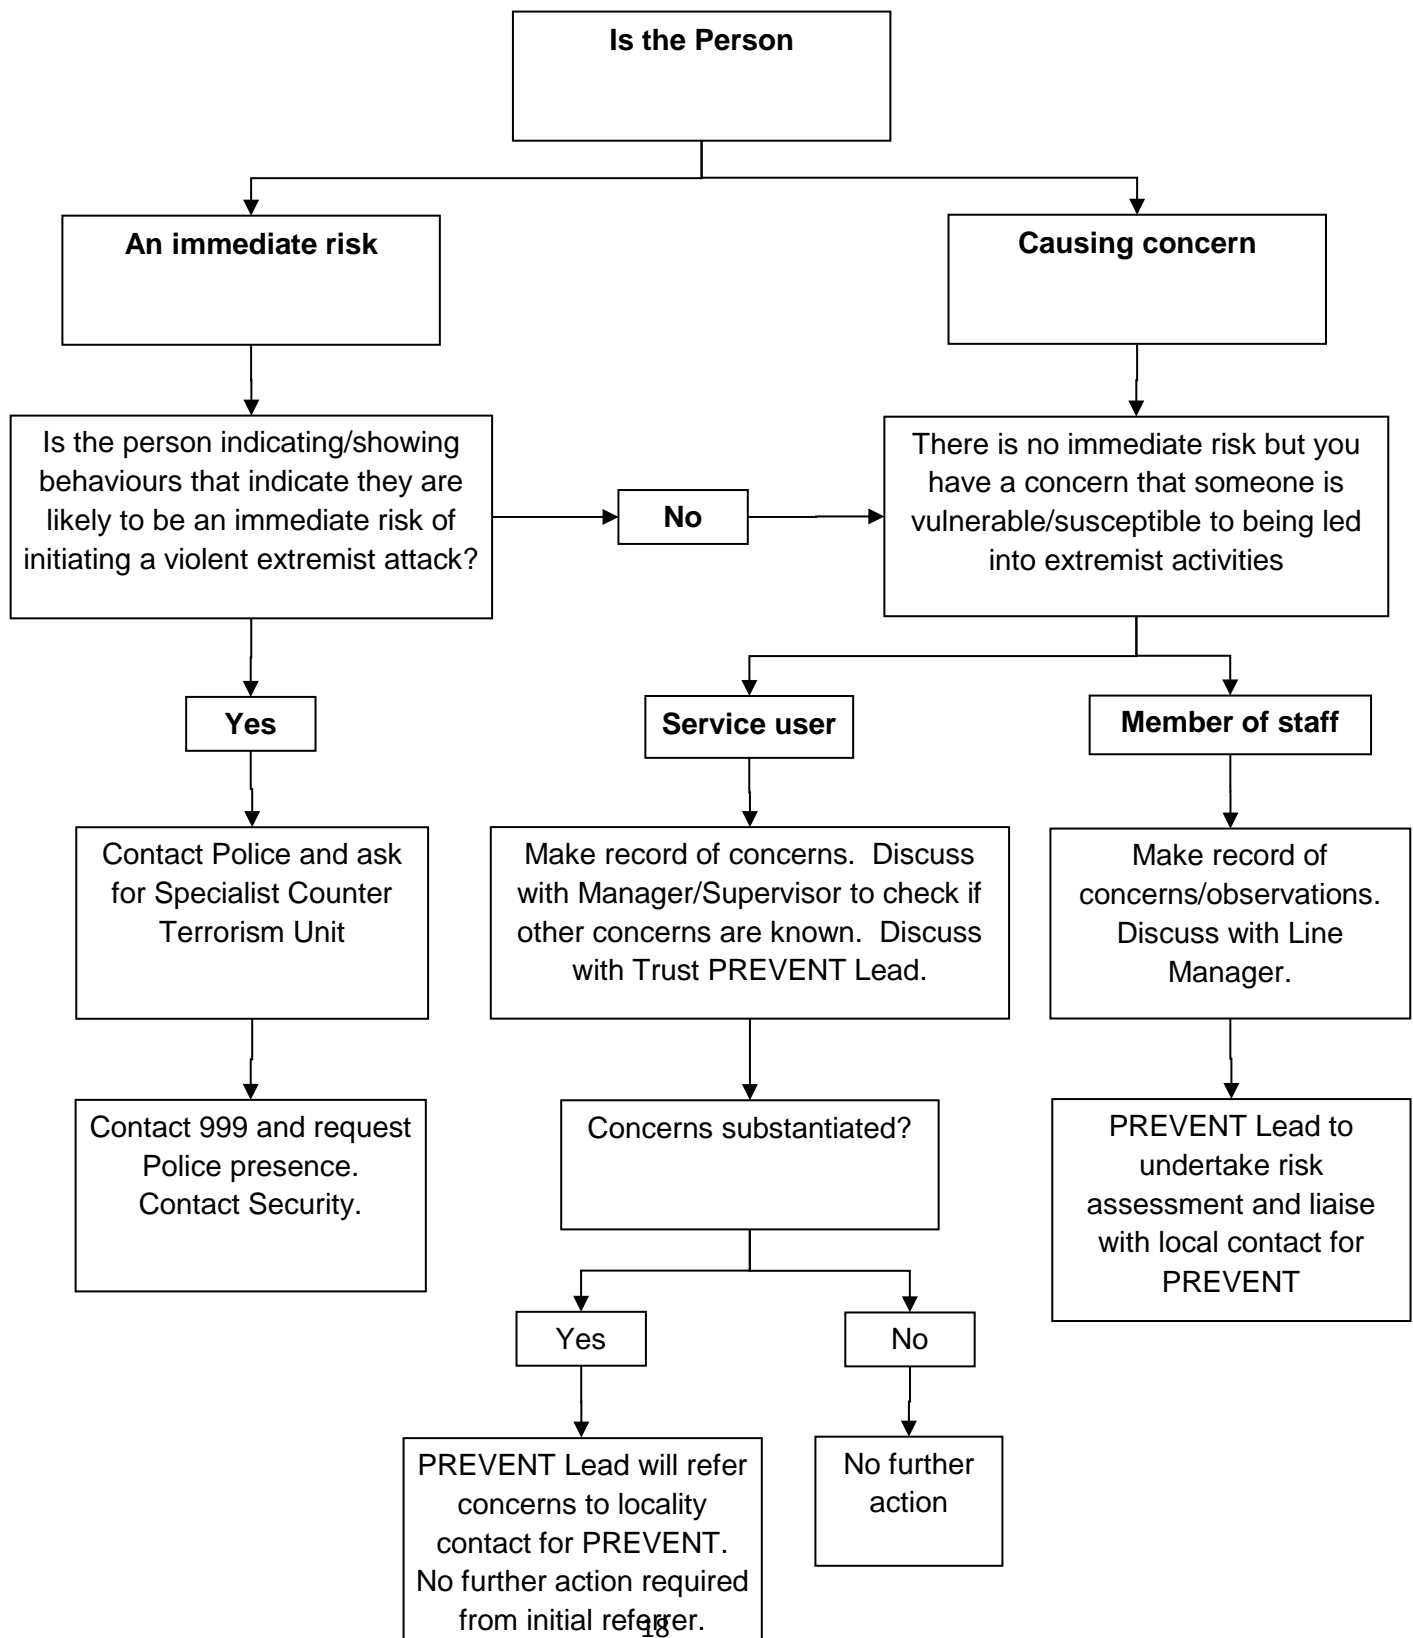 Is the Person
An immediate risk
Causing concern
Is the person indicating/showing
behaviours that indicate they are
likely to be an immediate risk of
initiating a violent extremist attack?
No
There is no immediate risk but you
have a concern that someone is
vulnerable/susceptible to being led
into extremist activities
Yes
Service user
Member of staff
Contact Police and ask
for Specialist Counter
Terrorism Unit
Make record of concerns.  Discuss
with Manager/Supervisor to check if
other concerns are known.  Discuss
with Trust PREVENT Lead.
Make record of
concerns/observations.
Discuss with Line
Manager.
Contact 999 and request
Police presence.
Contact Security.
Concerns substantiated?
PREVENT Lead to
undertake risk
assessment and liaise
with local contact for
PREVENT
Yes
No
PREVENT Lead will refer
concerns to locality
contact for PREVENT.
No further action required
from initial referrer.
No further
action
18